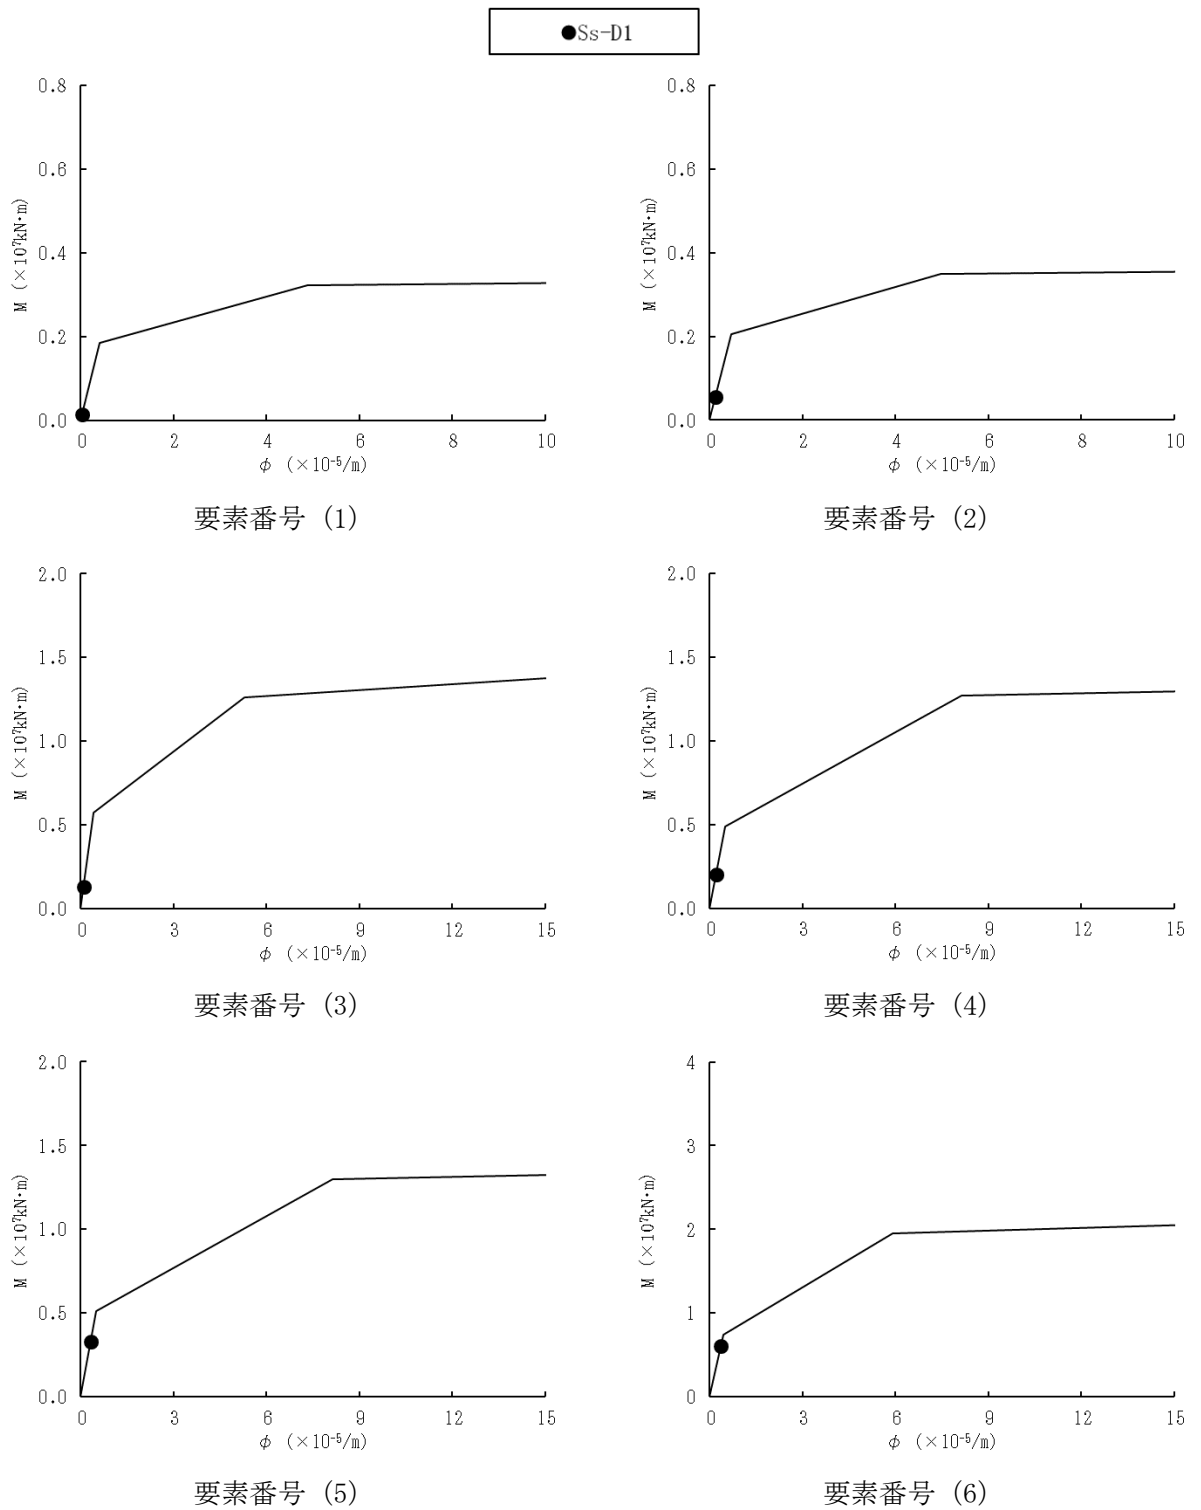 ●Ss-D1
0.8
0.6
0.4
0.2
0.0
M (×10⁷kN・m)
0 2 4 6 8 10
φ (×10⁻⁵/m)
要素番号 (1)
0.8
0.6
0.4
0.2
0.0
M (×10⁷kN・m)
0 2 4 6 8 10
φ (×10⁻⁵/m)
要素番号 (2)
2.0
1.5
1.0
0.5
0.0
M (×10⁷kN・m)
0 3 6 9 12 15
φ (×10⁻⁵/m)
要素番号 (3)
2.0
1.5
1.0
0.5
0.0
M (×10⁷kN・m)
0 3 6 9 12 15
φ (×10⁻⁵/m)
要素番号 (4)
2.0
1.5
1.0
0.5
0.0
M (×10⁷kN・m)
0 3 6 9 12 15
φ (×10⁻⁵/m)
要素番号 (5)
4
3
2
1
0
M (×10⁷kN・m)
0 3 6 9 12 15
φ (×10⁻⁵/m)
要素番号 (6)